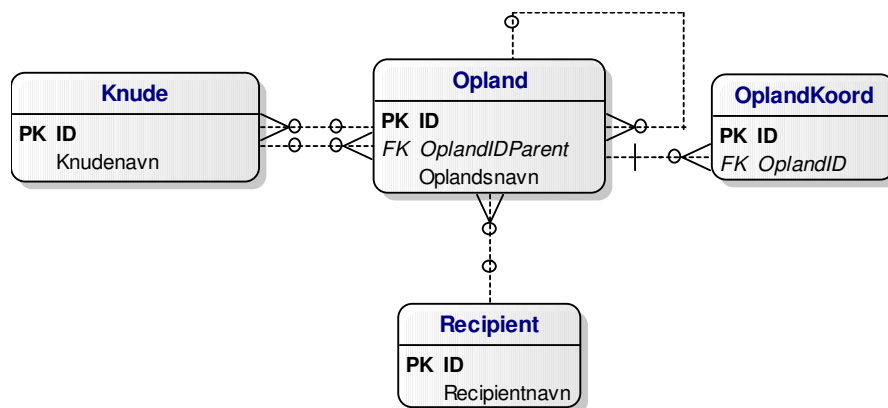 Knude
PK ID
Knudenavn
Opland
PK ID
FK OplandIDParent
Oplandsnavn
OplandKoord
PK ID
FK OplandID
Recipient
PK ID
Recipientnavn